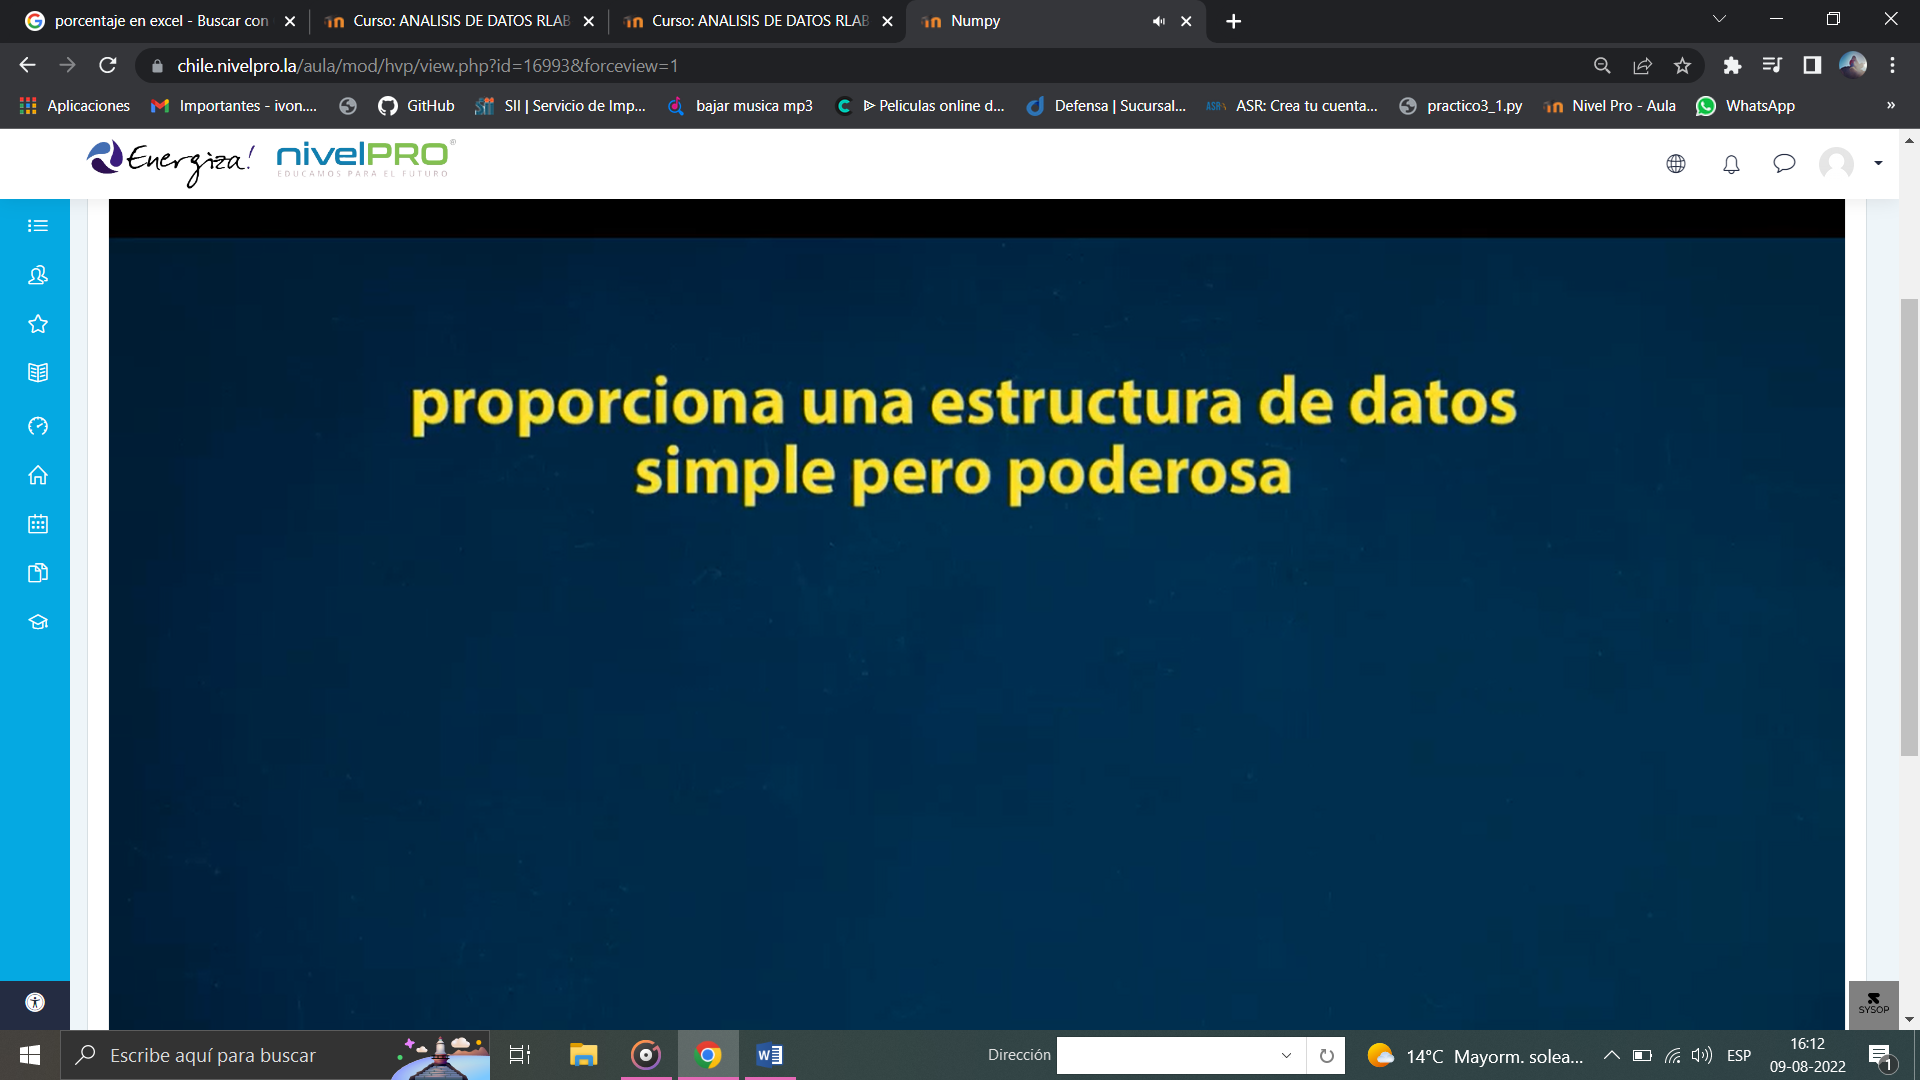 porcentaje en excel - Buscar con
Curso: ANALISIS DE DATOS RLAB
Curso: ANALISIS DE DATOS RLAB
Numpy
chile.nivelpro.la/aula/mod/hvp/view.php?id=16993&forceview=1
Aplicaciones
Importantes - ivon....
GitHub
SII | Servicio de Imp...
bajar musica mp3
ᐉ Peliculas online d...
Defensa | Sucursal...
ASR: Crea tu cuenta...
practico3_1.py
Nivel Pro - Aula
WhatsApp
»
Energiza!
nivelPRO
EDUCAMOS PARA EL FUTURO
proporciona una estructura de datos
simple pero poderosa
SYSOP
Escribe aquí para buscar
Dirección
14°C Mayorm. solea...
ESP
16:12
09-08-2022
1